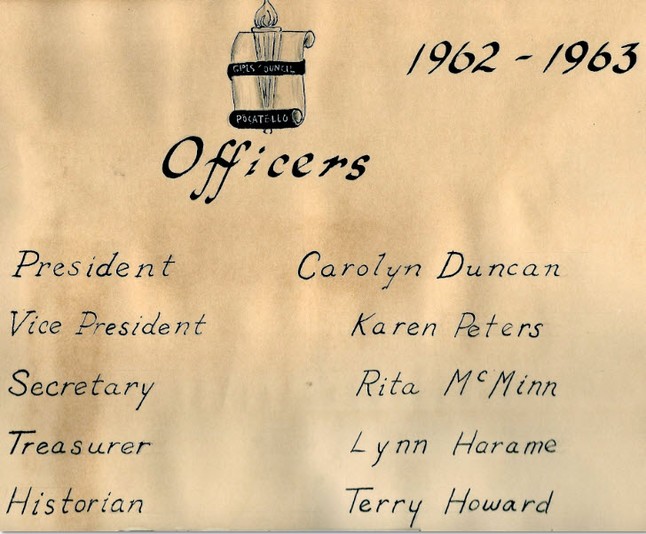 1962 - 1963
GIRLS COUNCIL
POCATELLO
Officers
President Carolyn Duncan
Vice President Karen Peters
Secretary Rita McMinn
Treasurer Lynn Harame
Historian Terry Howard